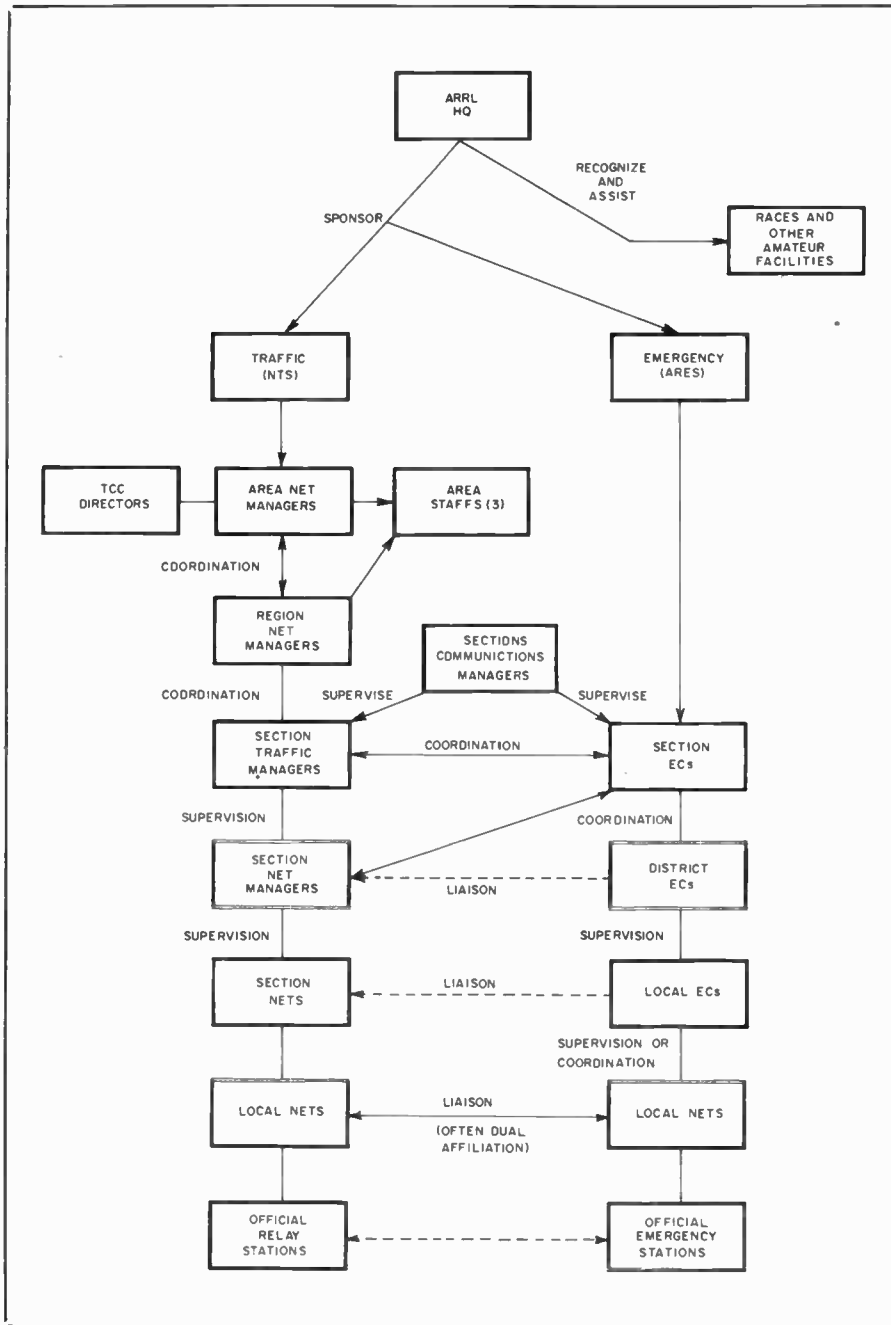 ARRL
HQ
RECOGNIZE
AND
ASSIST
SPONSOR
RACES AND
OTHER
AMATEUR
FACILITIES
TRAFFIC
(NTS)
EMERGENCY
(ARES)
TCC
DIRECTORS
AREA NET
MANAGERS
AREA
STAFFS (3)
COORDINATION
REGION
NET
MANAGERS
SECTIONS
COMMUNICTIONS
MANAGERS
COORDINATION
SUPERVISE
SUPERVISE
SECTION
TRAFFIC
MANAGERS
COORDINATION
SECTION
ECs
SUPERVISION
COORDINATION
SECTION
NET
MANAGERS
LIAISON
DISTRICT
ECs
SUPERVISION
SUPERVISION
SECTION
NETS
LIAISON
LOCAL ECs
SUPERVISION OR
COORDINATION
LOCAL NETS
LIAISON
(OFTEN DUAL
AFFILIATION)
LOCAL NETS
OFFICIAL
RELAY
STATIONS
OFFICIAL
EMERGENCY
STATIONS